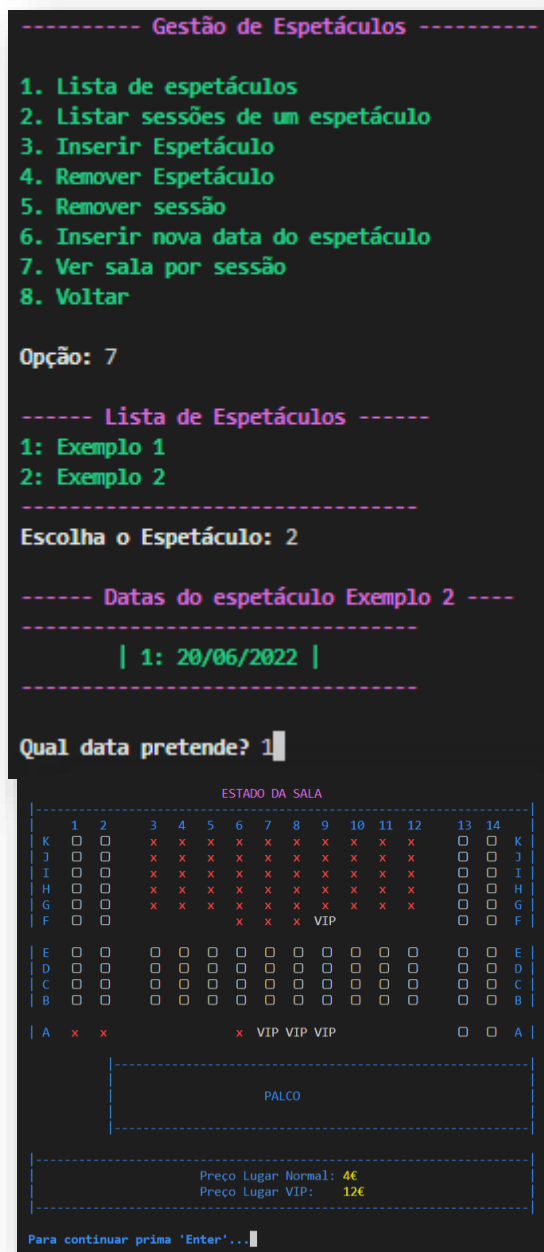 ---------- Gestão de Espetáculos ----------
1. Lista de espetáculos
2. Listar sessões de um espetáculo
3. Inserir Espetáculo
4. Remover Espetáculo
5. Remover sessão
6. Inserir nova data do espetáculo
7. Ver sala por sessão
8. Voltar
Opção: 7
------ Lista de Espetáculos ------
1: Exemplo 1
2: Exemplo 2
---------------------------------
Escolha o Espetáculo: 2
------ Datas do espetáculo Exemplo 2 ----
---------------------------------
| 1: 20/06/2022 |
---------------------------------
Qual data pretende? 1
ESTADO DA SALA
1 2 3 4 5 6 7 8 9 10 11 12 13 14
K ▢ ▢ x x x x x x x x x x ▢ ▢ K
J ▢ ▢ x x x x x x x x x x ▢ ▢ J
I ▢ ▢ x x x x x x x x x x ▢ ▢ I
H ▢ ▢ x x x x x x x x x x ▢ ▢ H
G ▢ ▢ x x x x x x x x x x ▢ ▢ G
F ▢ ▢ x x x VIP ▢ ▢ F
E ▢ ▢ ▢ ▢ ▢ ▢ ▢ ▢ ▢ ▢ ▢ ▢ ▢ ▢ E
D ▢ ▢ ▢ ▢ ▢ ▢ ▢ ▢ ▢ ▢ ▢ ▢ ▢ ▢ D
C ▢ ▢ ▢ ▢ ▢ ▢ ▢ ▢ ▢ ▢ ▢ ▢ ▢ ▢ C
B ▢ ▢ ▢ ▢ ▢ ▢ ▢ ▢ ▢ ▢ ▢ ▢ ▢ ▢ B
A x x x VIP VIP VIP ▢ ▢ A
PALCO
Preço Lugar Normal: 4€
Preço Lugar VIP: 12€
Para continuar prima 'Enter'...